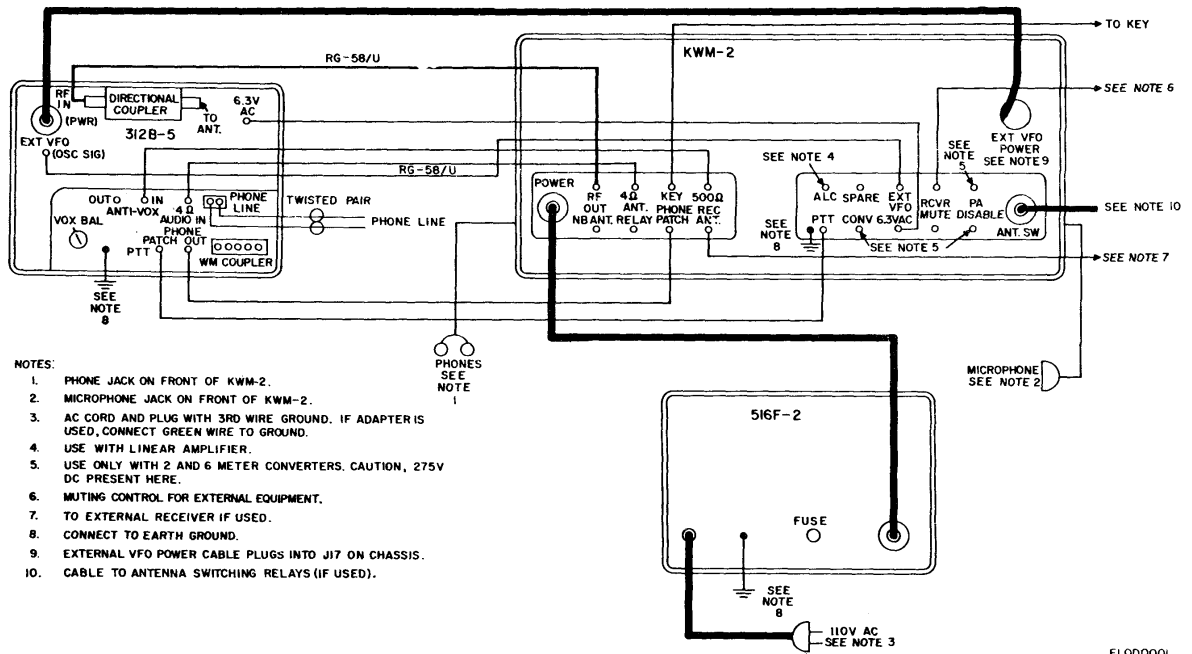 TO KEY
KWM-2
RG-58/U
SEE NOTE 6
RF IN
DIRECTIONAL COUPLER
TO ANT.
6.3V AC
(PWR)
312B-5
EXT VFO
(OSC SIG)
RG-58/U
EXT VFO POWER
SEE NOTE 9
SEE NOTE 4
SEE NOTE 5
OUT
IN
ANTI-VOX
4Ω
AUDIO IN
PHONE LINE
TWISTED PAIR
PHONE LINE
VOX BAL
PHONE
PATCH OUT
PTT
WM COUPLER
SEE NOTE 8
POWER
RF OUT
4Ω
KEY
500Ω
NB ANT.
ANT. RELAY
PHONE PATCH
REC ANT.
ALC
SPARE
EXT VFO
RCVR MUTE
PA DISABLE
PTT
CONV
6.3VAC
ANT. SW
SEE NOTE 8
SEE NOTE 5
SEE NOTE 10
SEE NOTE 7
PHONES
SEE NOTE 1
MICROPHONE
SEE NOTE 2
516F-2
FUSE
SEE NOTE 8
110V AC
SEE NOTE 3
NOTES:
1. PHONE JACK ON FRONT OF KWM-2.
2. MICROPHONE JACK ON FRONT OF KWM-2.
3. AC CORD AND PLUG WITH 3RD WIRE GROUND. IF ADAPTER IS
USED, CONNECT GREEN WIRE TO GROUND.
4. USE WITH LINEAR AMPLIFIER.
5. USE ONLY WITH 2 AND 6 METER CONVERTERS. CAUTION, 275V
DC PRESENT HERE.
6. MUTING CONTROL FOR EXTERNAL EQUIPMENT.
7. TO EXTERNAL RECEIVER IF USED.
8. CONNECT TO EARTH GROUND.
9. EXTERNAL VFO POWER CABLE PLUGS INTO J17 ON CHASSIS.
10. CABLE TO ANTENNA SWITCHING RELAYS (IF USED).